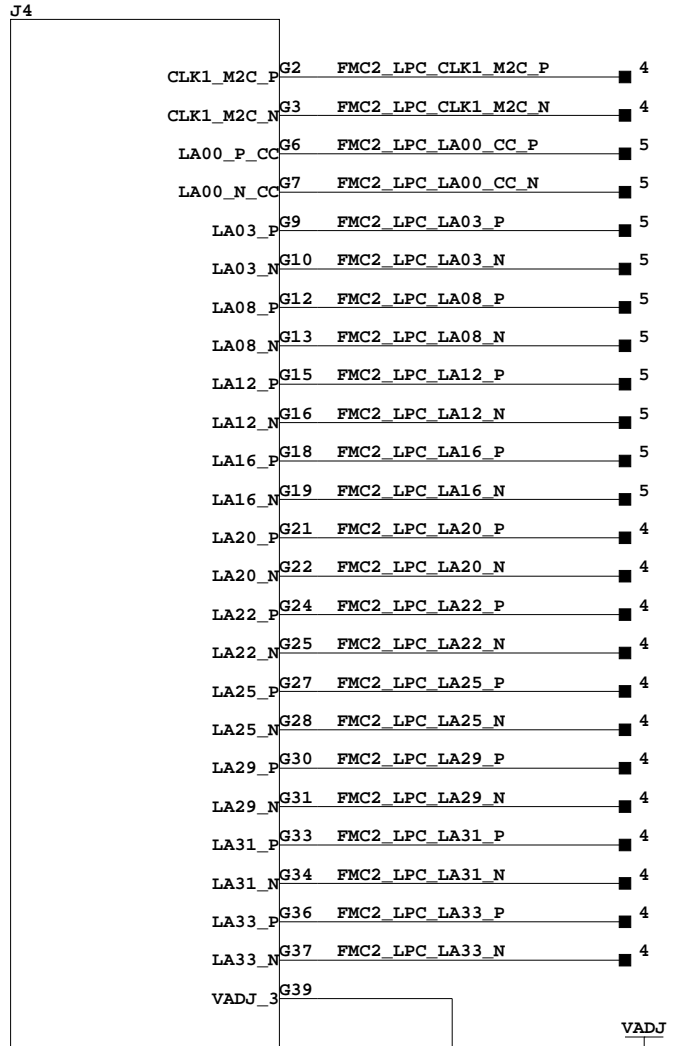 J4
CLK1_M2C_P G2 FMC2_LPC_CLK1_M2C_P 4
CLK1_M2C_N G3 FMC2_LPC_CLK1_M2C_N 4
LA00_P_CC G6 FMC2_LPC_LA00_CC_P 5
LA00_N_CC G7 FMC2_LPC_LA00_CC_N 5
LA03_P G9 FMC2_LPC_LA03_P 5
LA03_N G10 FMC2_LPC_LA03_N 5
LA08_P G12 FMC2_LPC_LA08_P 5
LA08_N G13 FMC2_LPC_LA08_N 5
LA12_P G15 FMC2_LPC_LA12_P 5
LA12_N G16 FMC2_LPC_LA12_N 5
LA16_P G18 FMC2_LPC_LA16_P 5
LA16_N G19 FMC2_LPC_LA16_N 5
LA20_P G21 FMC2_LPC_LA20_P 4
LA20_N G22 FMC2_LPC_LA20_N 4
LA22_P G24 FMC2_LPC_LA22_P 4
LA22_N G25 FMC2_LPC_LA22_N 4
LA25_P G27 FMC2_LPC_LA25_P 4
LA25_N G28 FMC2_LPC_LA25_N 4
LA29_P G30 FMC2_LPC_LA29_P 4
LA29_N G31 FMC2_LPC_LA29_N 4
LA31_P G33 FMC2_LPC_LA31_P 4
LA31_N G34 FMC2_LPC_LA31_N 4
LA33_P G36 FMC2_LPC_LA33_P 4
LA33_N G37 FMC2_LPC_LA33_N 4
VADJ_3 G39
VADJ